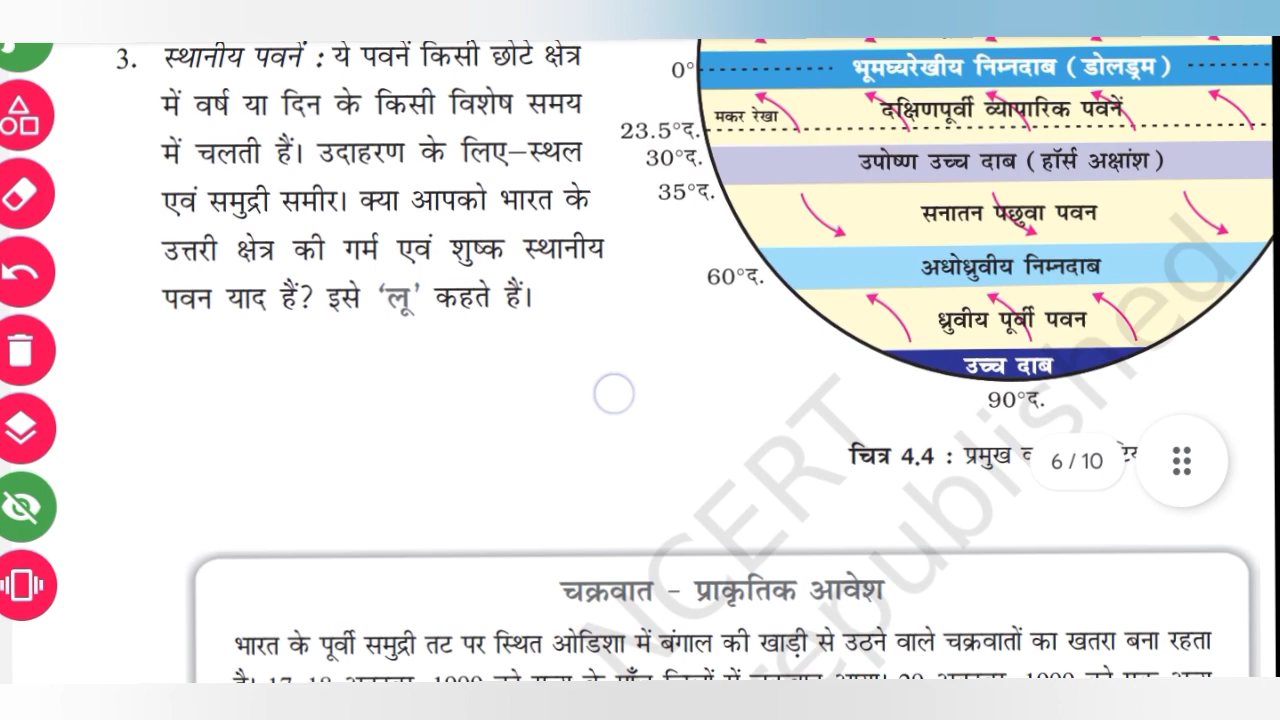 3. स्थानीय पवनें : ये पवनें किसी छोटे क्षेत्र
में वर्ष या दिन के किसी विशेष समय
में चलती हैं। उदाहरण के लिए–स्थल
एवं समुद्री समीर। क्या आपको भारत के
उत्तरी क्षेत्र की गर्म एवं शुष्क स्थानीय
पवन याद हैं? इसे ‘लू’ कहते हैं।
0°
भूमघ्यरेखीय निम्नदाब ( डोलड्रम )
मकर रेखा
दक्षिणपूर्वी व्यापारिक पवनें
23.5°द.
30°द.
उपोष्ण उच्च दाब ( हॉर्स अक्षांश )
35°द.
सनातन पछुवा पवन
60°द.
अधोध्रुवीय निम्नदाब
ध्रुवीय पूर्वी पवन
उच्च दाब
90°द.
चित्र 4.4 : प्रमुख
6 / 10
NCERT
republished
चक्रवात - प्राकृतिक आवेश
भारत के पूर्वी समुद्री तट पर स्थित ओडिशा में बंगाल की खाड़ी से उठने वाले चक्रवातों का खतरा बना रहता